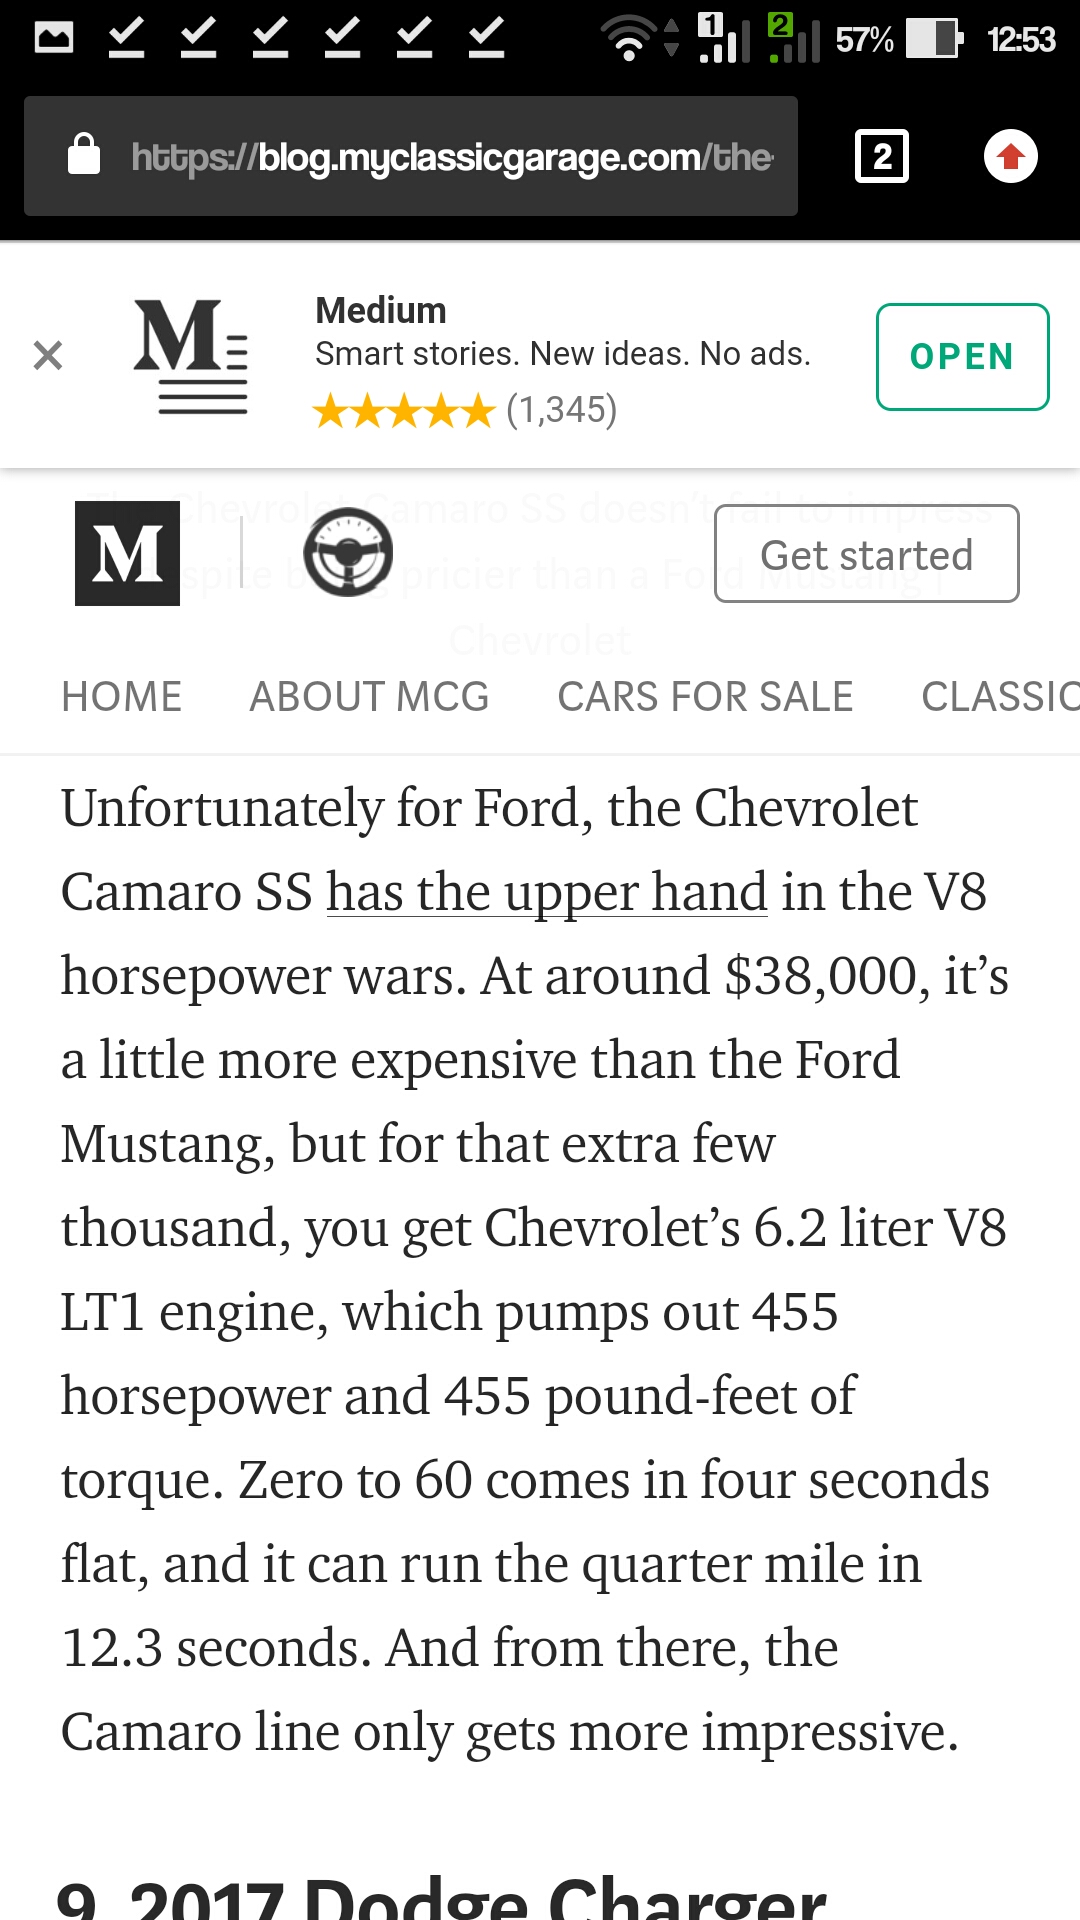 1 2 57% 12:53
https://blog.myclassicgarage.com/the
2
Medium
Smart stories. New ideas. No ads.
(1,345)
OPEN
M
The Chevrolet Camaro SS doesn't fail to impress
despite being pricier than a Ford Mustang |
Chevrolet
Get started
HOME ABOUT MCG CARS FOR SALE CLASSIC
Unfortunately for Ford, the Chevrolet
Camaro SS has the upper hand in the V8
horsepower wars. At around $38,000, it's
a little more expensive than the Ford
Mustang, but for that extra few
thousand, you get Chevrolet's 6.2 liter V8
LT1 engine, which pumps out 455
horsepower and 455 pound-feet of
torque. Zero to 60 comes in four seconds
flat, and it can run the quarter mile in
12.3 seconds. And from there, the
Camaro line only gets more impressive.
9. 2017 Dodge Charger